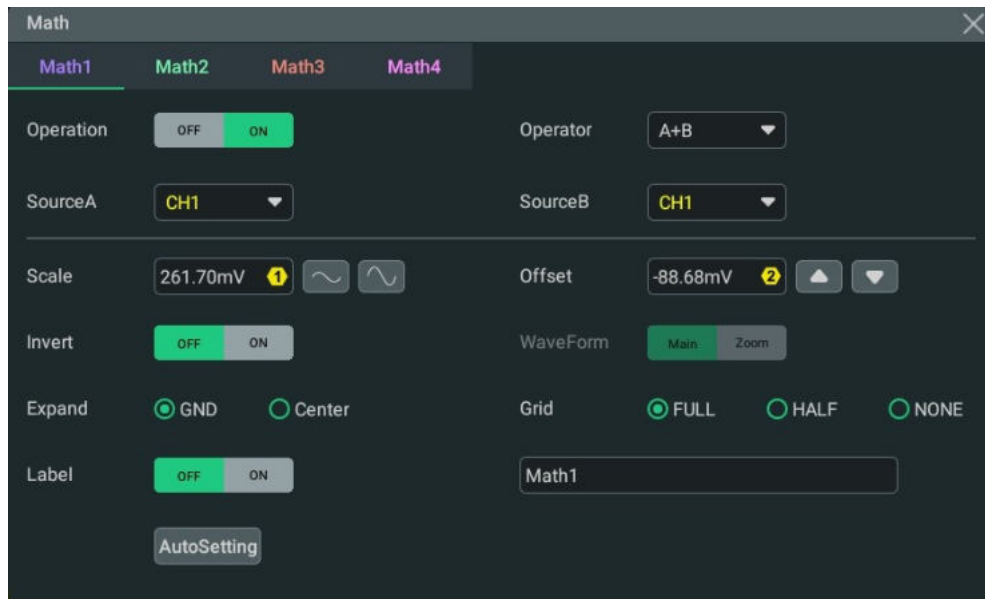 Math
Math1 Math2 Math3 Math4
Operation OFF ON Operator A+B
SourceA CH1 SourceB CH1
Scale 261.70mV 1 Offset -88.68mV 2
Invert OFF ON WaveForm Main Zoom
Expand GND Center Grid FULL HALF NONE
Label OFF ON Math1
AutoSetting